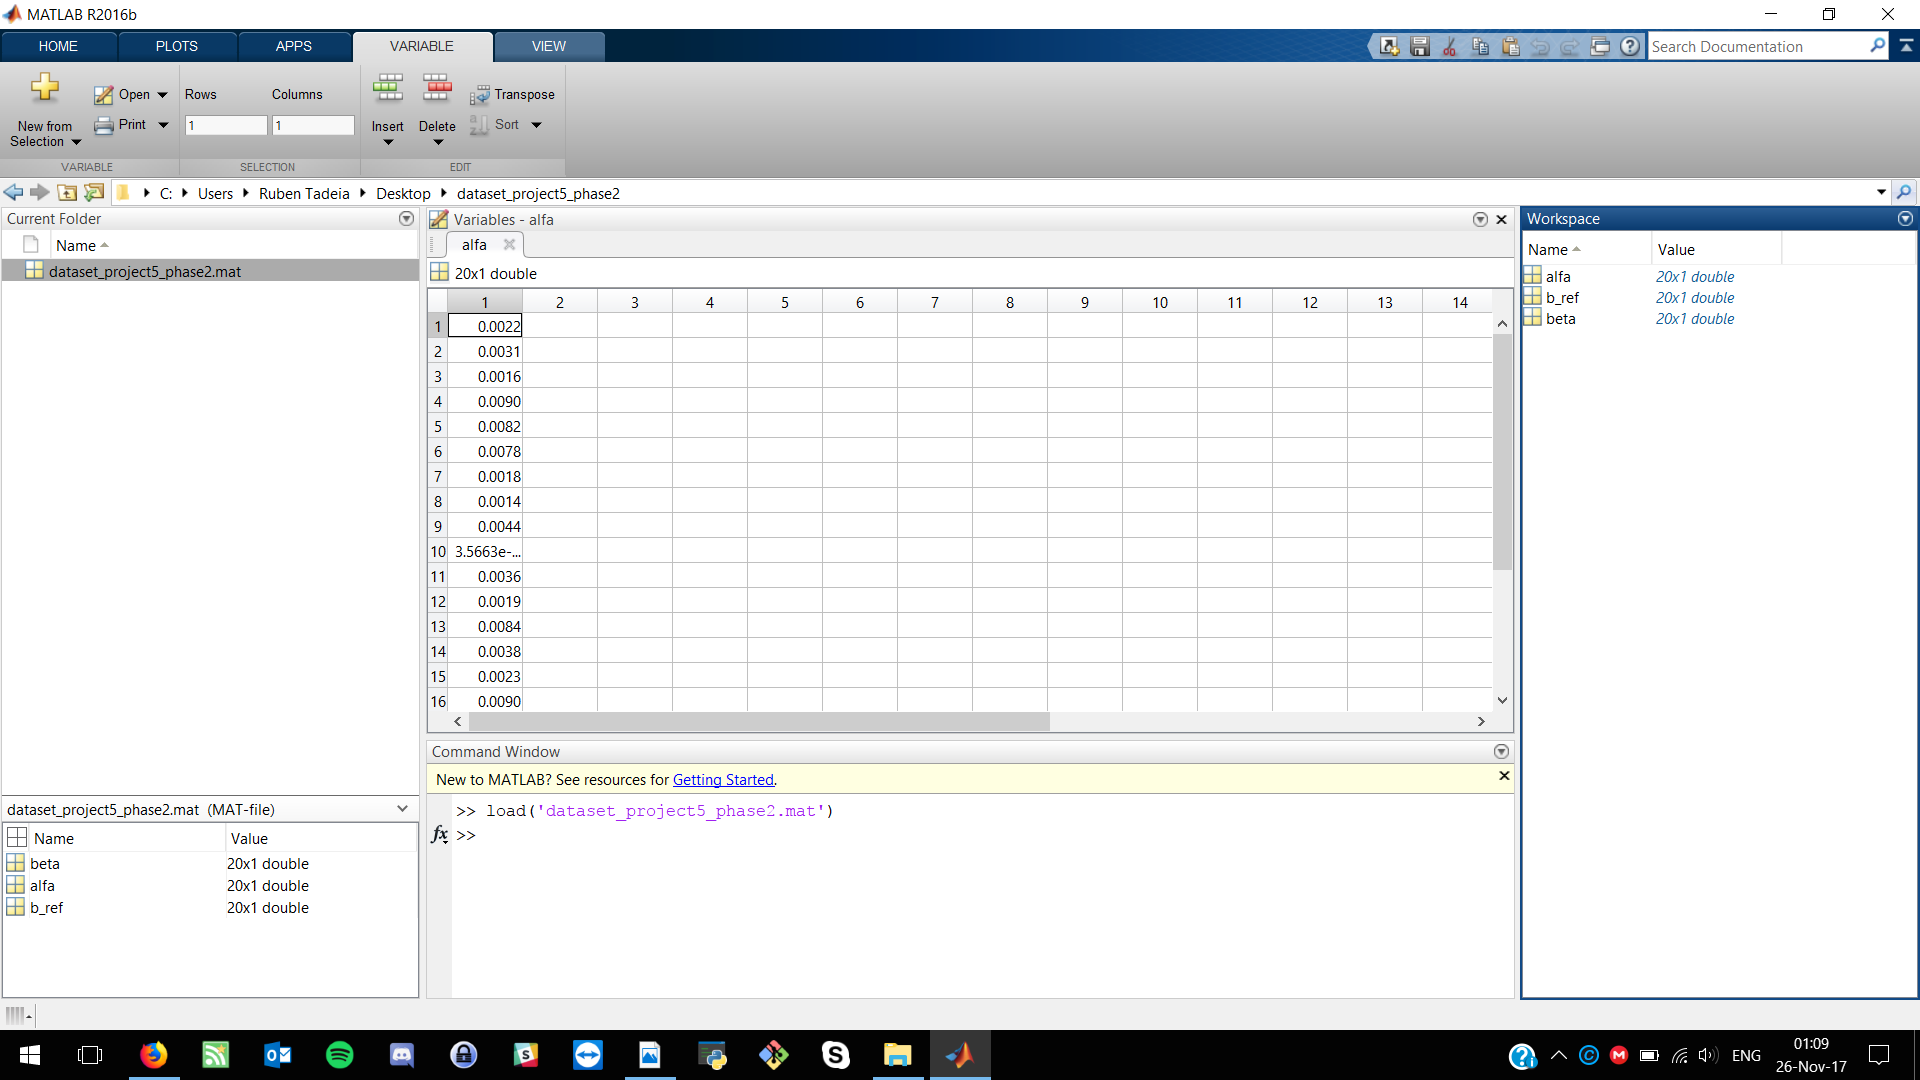 MATLAB R2016b
HOME PLOTS APPS VARIABLE VIEW
Search Documentation
New from Selection
Open
Print
Rows Columns
1 1
Insert Delete
Transpose
Sort
VARIABLE SELECTION EDIT
C: Users Ruben Tadeia Desktop dataset_project5_phase2
Current Folder
Name
dataset_project5_phase2.mat
dataset_project5_phase2.mat (MAT-file)
Name Value
beta 20x1 double
alfa 20x1 double
b_ref 20x1 double
Variables - alfa
alfa
20x1 double
1 2 3 4 5 6 7 8 9 10 11 12 13 14
1 0.0022
2 0.0031
3 0.0016
4 0.0090
5 0.0082
6 0.0078
7 0.0018
8 0.0014
9 0.0044
10 3.5663e-...
11 0.0036
12 0.0019
13 0.0084
14 0.0038
15 0.0023
16 0.0090
Command Window
New to MATLAB? See resources for Getting Started.
>> load('dataset_project5_phase2.mat')
fx >>
Workspace
Name Value
alfa 20x1 double
b_ref 20x1 double
beta 20x1 double
ENG
01:09
26-Nov-17